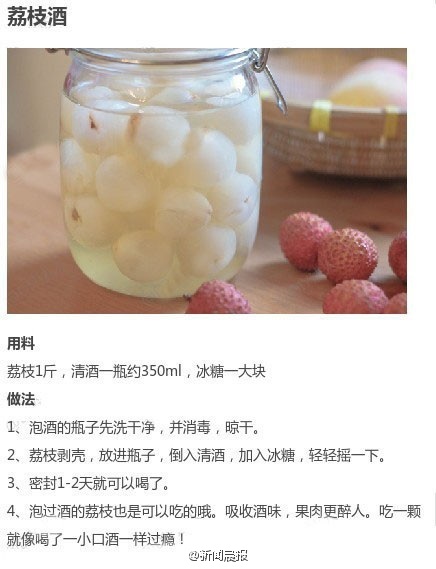 荔枝酒
用料
荔枝1斤，清酒一瓶约350ml，冰糖一大块
做法
1、泡酒的瓶子先洗干净，并消毒，晾干。
2、荔枝剥壳，放进瓶子，倒入清酒，加入冰糖，轻轻摇一下。
3、密封1-2天就可以喝了。
4、泡过酒的荔枝也是可以吃的哦。吸收酒味，果肉更醉人。吃一颗
就像喝了一小口酒一样过瘾！
@新闻晨报